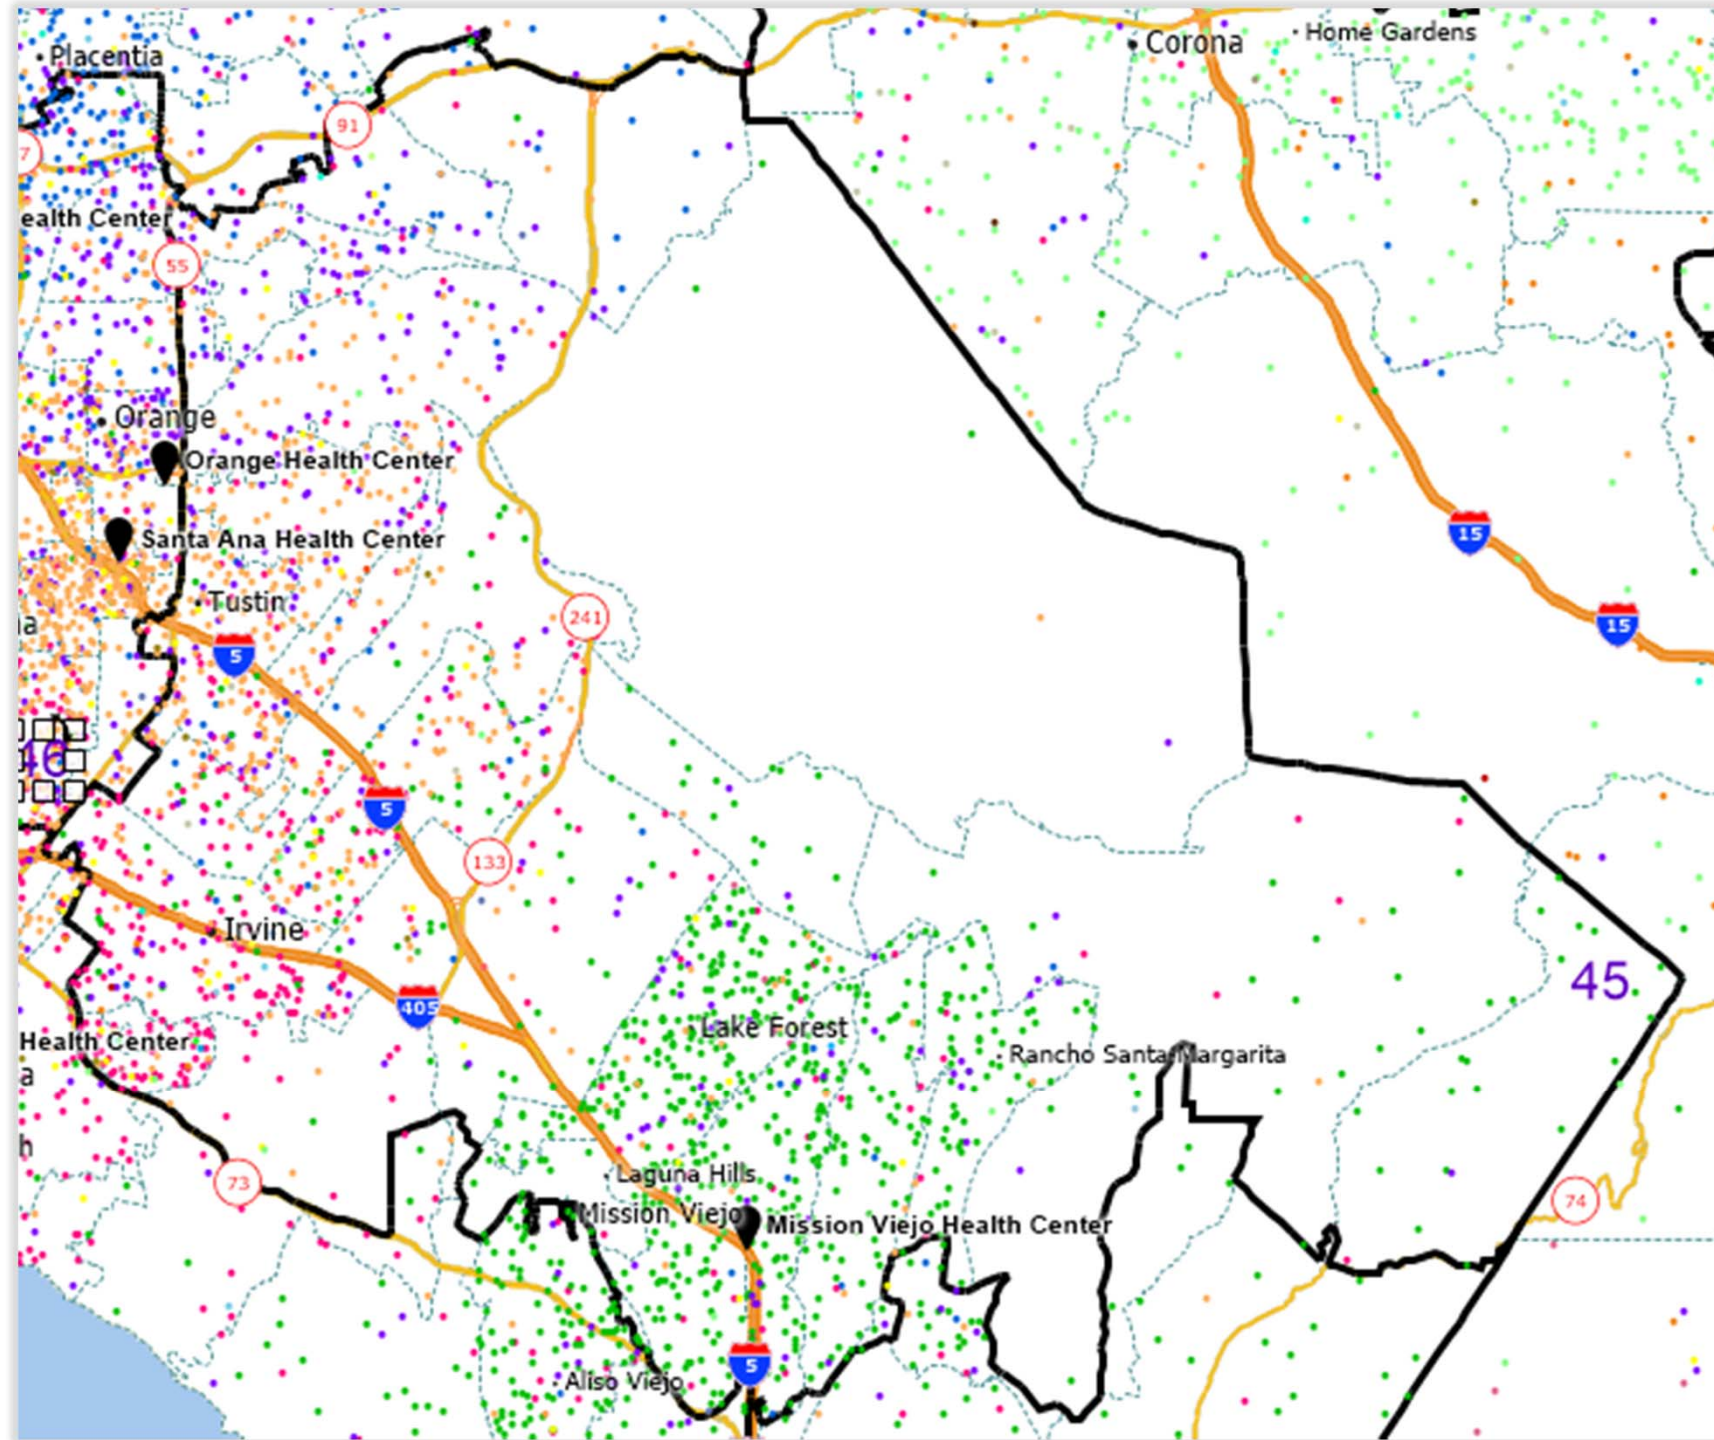 Corona
Home Gardens
Placentia
91
7
ealth Center
55
Orange
Orange Health Center
Santa Ana Health Center
15
Tustin
241
15
a
5
46
5
133
Irvine
45
405
Lake Forest
Health Center
Rancho Santa Margarita
a
h
Laguna Hills
73
74
Mission Viejo
Mission Viejo Health Center
5
Aliso Viejo